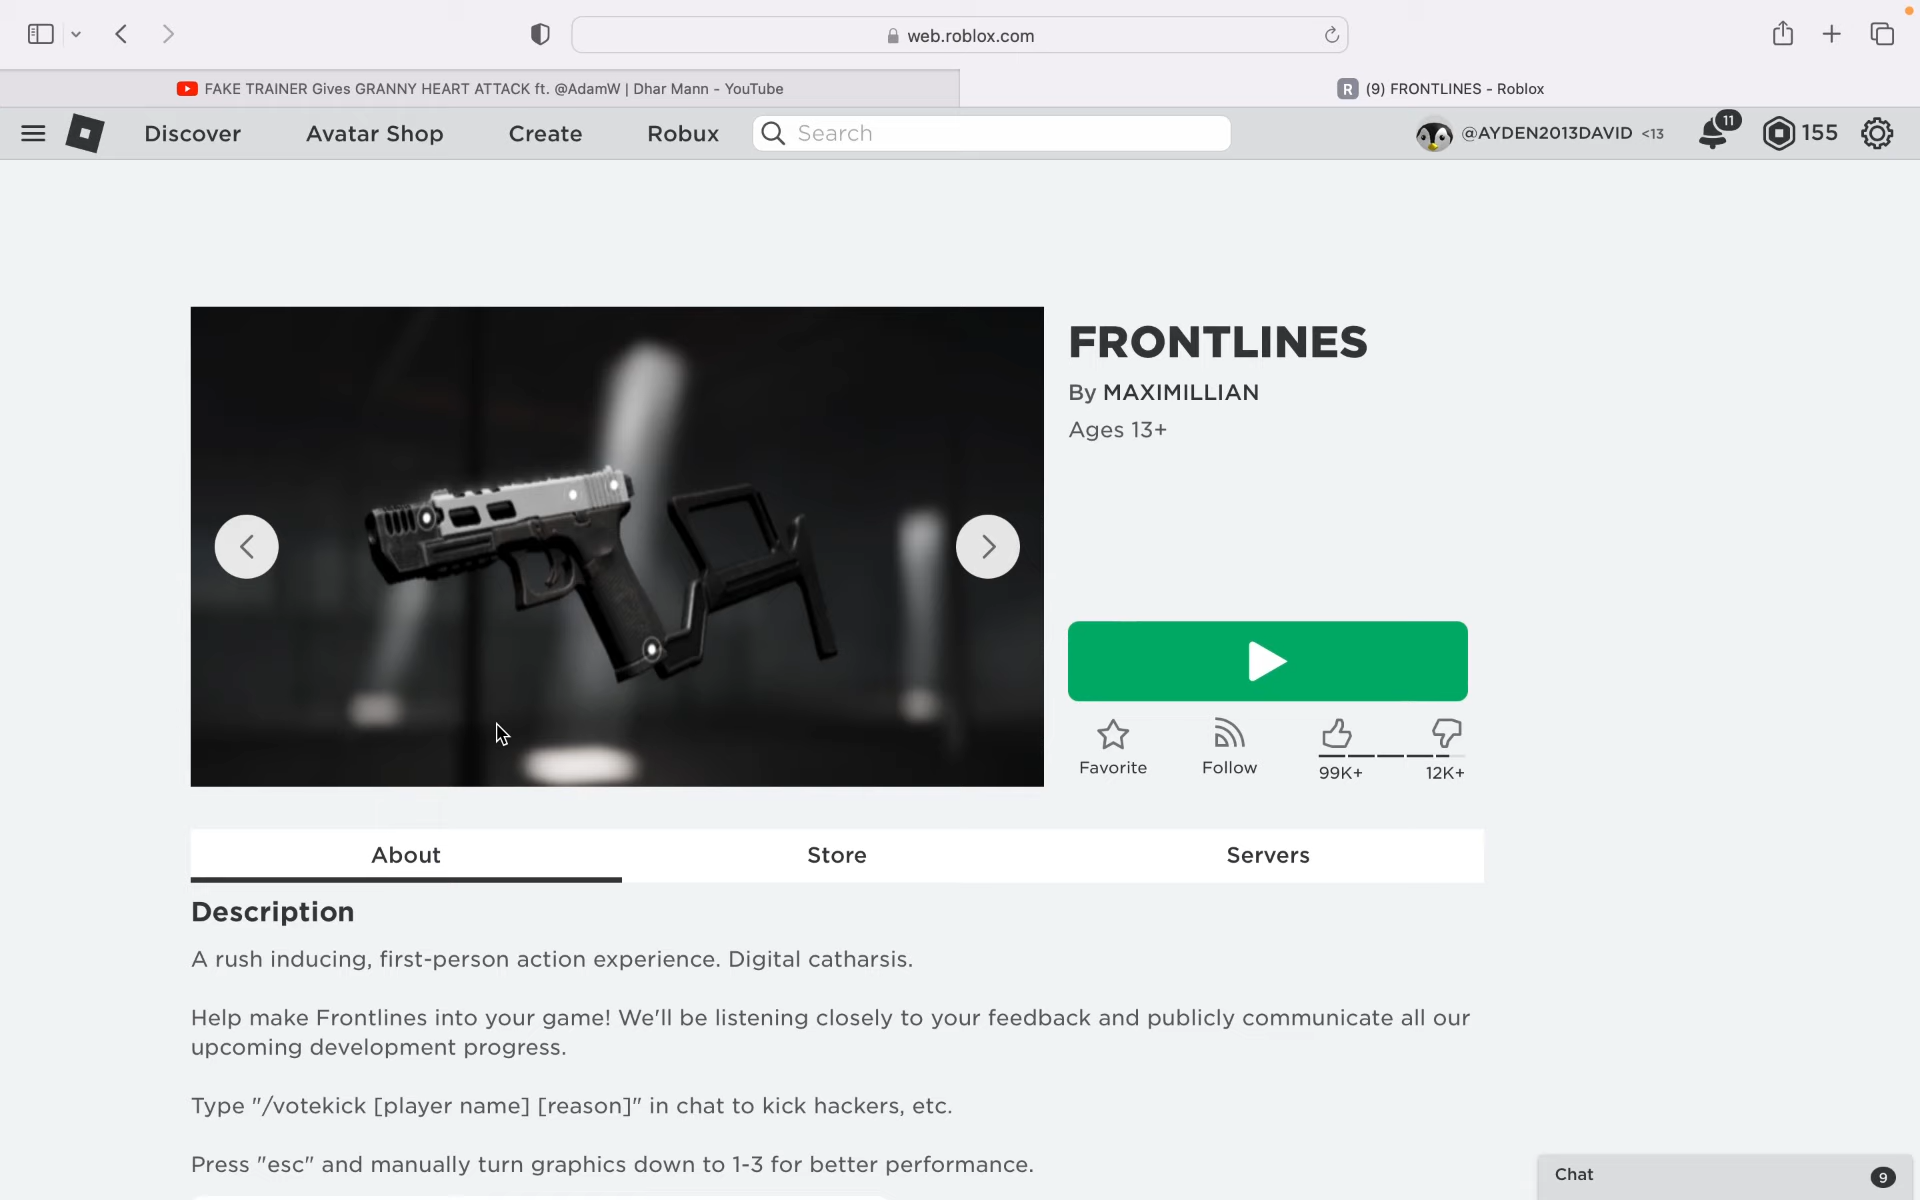 web.roblox.com
FAKE TRAINER Gives GRANNY HEART ATTACK ft. @AdamW | Dhar Mann - YouTube
R (9) FRONTLINES - Roblox
Discover Avatar Shop Create Robux Search @AYDEN2013DAVID <13 11 155
FRONTLINES
By MAXIMILLIAN
Ages 13+
Favorite Follow 99K+ 12K+
About Store Servers
Description
A rush inducing, first-person action experience. Digital catharsis.
Help make Frontlines into your game! We'll be listening closely to your feedback and publicly communicate all our
upcoming development progress.
Type "/votekick [player name] [reason]" in chat to kick hackers, etc.
Press "esc" and manually turn graphics down to 1-3 for better performance.
Chat 9